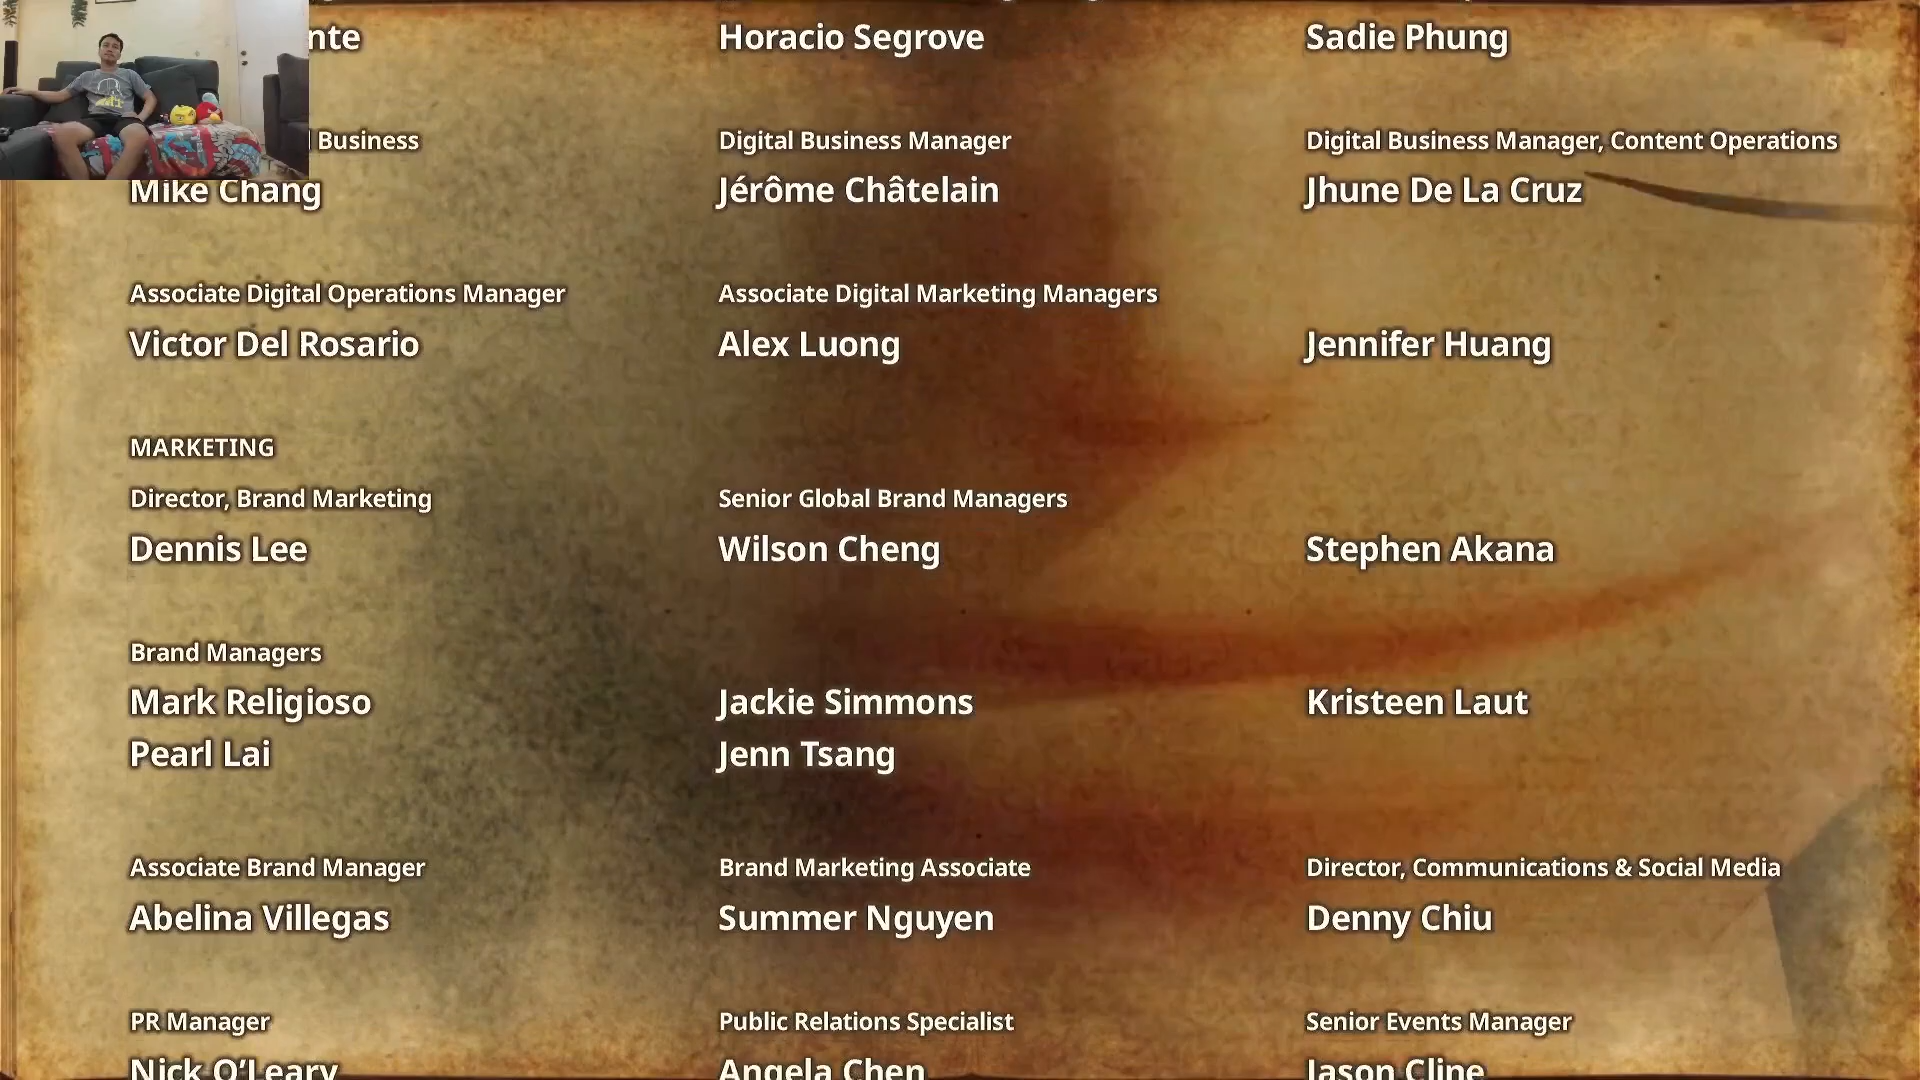 nte Horacio Segrove Sadie Phung
Business Digital Business Manager Digital Business Manager, Content Operations
Mike Chang Jérôme Châtelain Jhune De La Cruz
Associate Digital Operations Manager Associate Digital Marketing Managers
Victor Del Rosario Alex Luong Jennifer Huang
MARKETING
Director, Brand Marketing Senior Global Brand Managers
Dennis Lee Wilson Cheng Stephen Akana
Brand Managers
Mark Religioso Jackie Simmons Kristeen Laut
Pearl Lai Jenn Tsang
Associate Brand Manager Brand Marketing Associate Director, Communications & Social Media
Abelina Villegas Summer Nguyen Denny Chiu
PR Manager Public Relations Specialist Senior Events Manager
Nick O'Leary Angela Chen Jason Cline